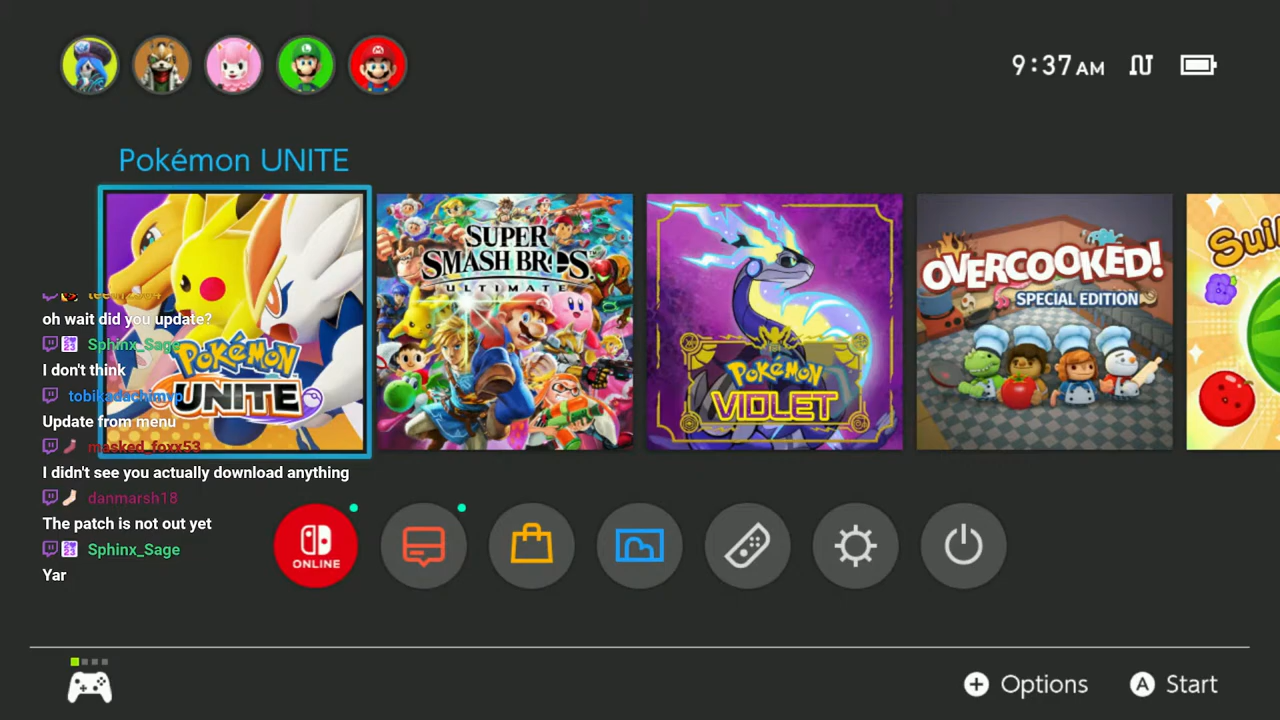 9:37 AM
Pokémon UNITE
POKéMON
UNITE
SUPER
SMASH BROS.
ULTIMATE
POKéMON
VIOLET
OVERCOOKED!
SPECIAL EDITION
oh wait did you update?
Sphinx_Sage
I don't think
tobikadachimvp
Update from menu
masked_foxx53
I didn't see you actually download anything
danmarsh18
The patch is not out yet
Sphinx_Sage
Yar
ONLINE
Options
A Start